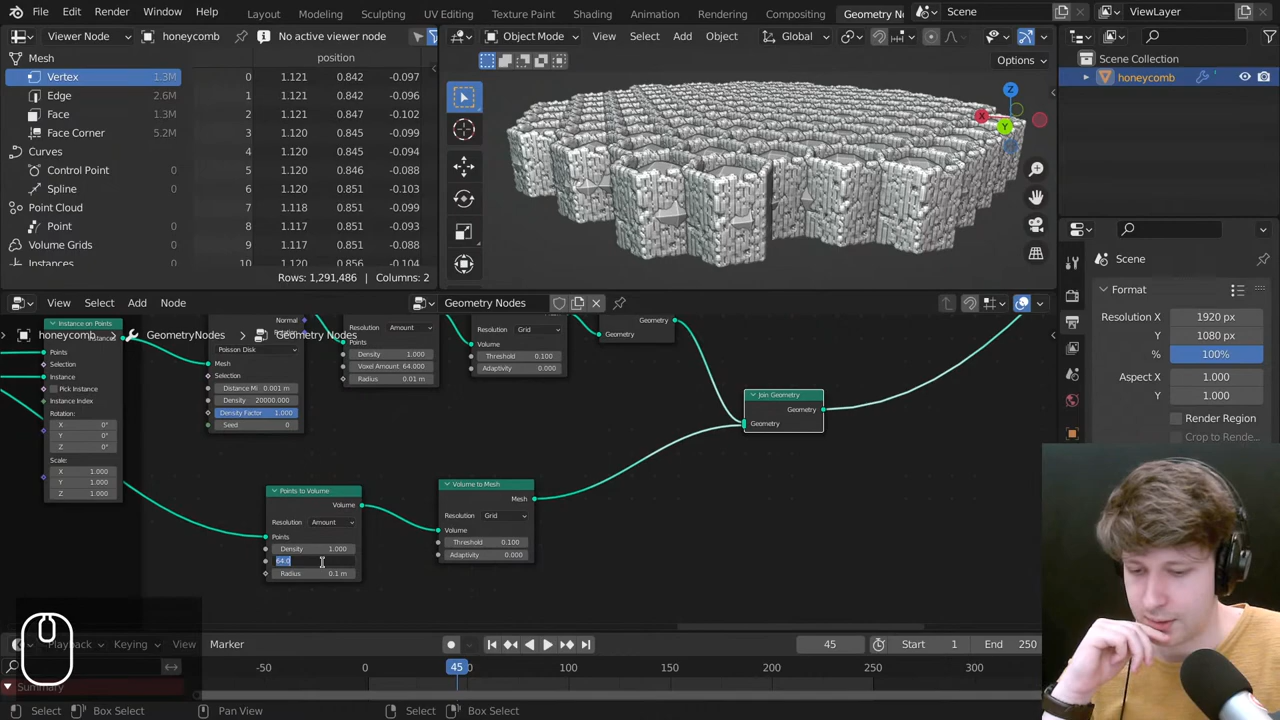 File Edit Render Window Help Layout Modeling Sculpting UV Editing Texture Paint Shading Animation Rendering Compositing Geometry N Scene ViewLayer
Viewer Node honeycomb No active viewer node
Object Mode View Select Add Object Global
Options
Mesh position
Vertex 1.3M
Edge 2.6M
Face 1.3M
Face Corner 5.2M
Curves
Control Point 0
Spline 0
Point Cloud
Point 0
Volume Grids 0
Instances
0 1.121 0.842 -0.097
1 1.121 0.842 -0.096
2 1.121 0.847 -0.102
3 1.120 0.845 -0.099
4 1.120 0.846 -0.088
5 1.120 0.851 -0.103
6 1.119 0.850 -0.094
7 1.118 0.851 -0.093
8 1.117 0.851 -0.088
9 1.116 0.850 -0.099
10 1.116 0.856 -0.104
Rows: 1,291,486 | Columns: 2
Z
X
Y
Scene Collection
honeycomb
Scene
Format
Resolution X 1920 px
Y 1080 px
% 100%
Aspect X 1.000
Y 1.000
Render Region
Crop to Rende...
View Select Add Node Geometry Nodes
honeycomb GeometryNodes Geometry Nodes
Instance on Points
Instances
Points
Selection
Instance
Pick Instance
Instance Index
Rotation:
X 0°
Y 0°
Z 0°
Scale:
X 1.000
Y 1.000
Z 1.000
Normal
Poisson Disk
Mesh
Selection
Distance Mi 0.001 m
Density 20000.000
Density Factor 1.000
Seed 0
Resolution Amount
Points
Density 1.000
Voxel Amount 64.000
Radius 0.01 m
Resolution Grid
Volume
Threshold 0.100
Adaptivity 0.000
Geometry
Geometry
Join Geometry
Geometry
Geometry
Points to Volume
Volume
Resolution Amount
Points
Density 1.000
64.0
Radius 0.1 m
Volume to Mesh
Mesh
Resolution Grid
Volume
Threshold 0.100
Adaptivity 0.000
Playback Keying View Marker 45 Start 1 End 250
-50 0 45 100 150 200 250 300
Summary
Select Box Select Pan View Select Box Select